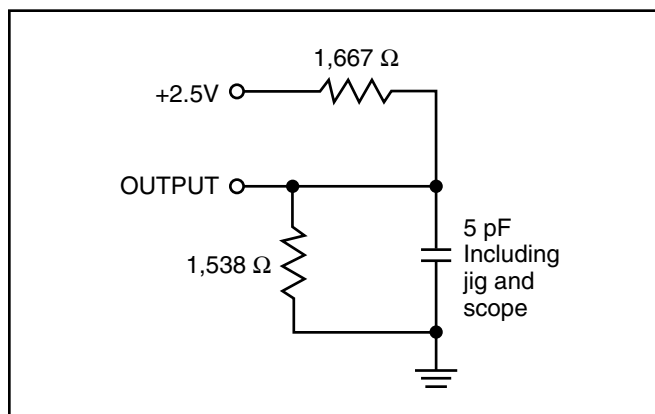 1,667 Ω
+2.5V
OUTPUT
1,538 Ω
5 pF
Including
jig and
scope